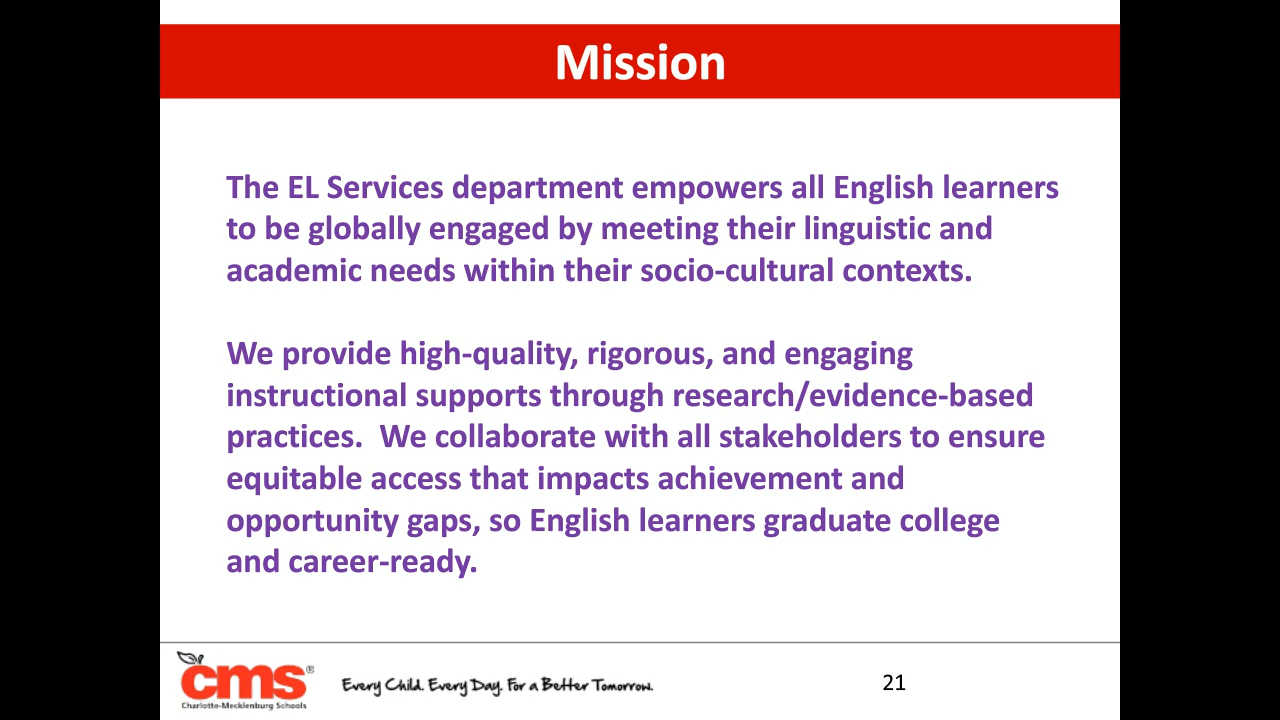 Mission
The EL Services department empowers all English learners
to be globally engaged by meeting their linguistic and
academic needs within their socio-cultural contexts.
We provide high-quality, rigorous, and engaging
instructional supports through research/evidence-based
practices.  We collaborate with all stakeholders to ensure
equitable access that impacts achievement and
opportunity gaps, so English learners graduate college
and career-ready.
cms®
Charlotte-Mecklenburg Schools
Every Child. Every Day. For a Better Tomorrow.
21